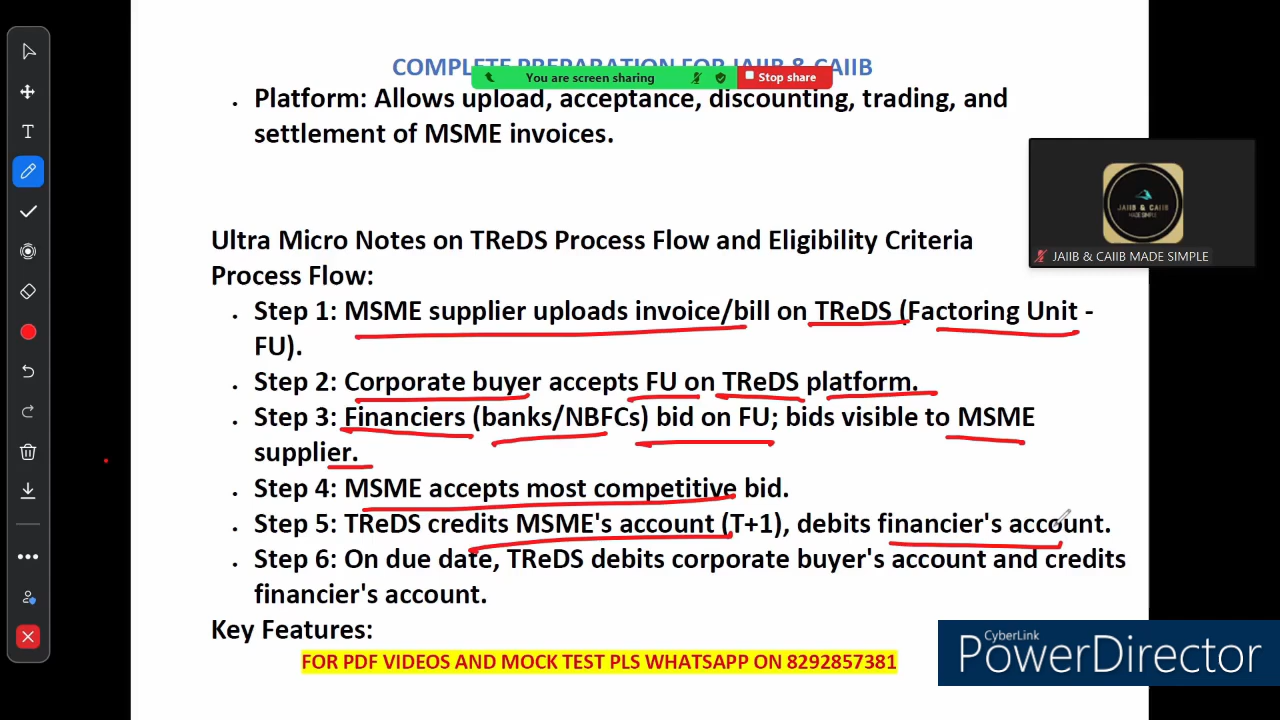 COMPLETE PREPARATION FOR JAIIB & CAIIB
You are screen sharing
Stop share
• Platform: Allows upload, acceptance, discounting, trading, and
settlement of MSME invoices.
JAIIB & CAIIB
MADE SIMPLE
JAIIB & CAIIB MADE SIMPLE
Ultra Micro Notes on TReDS Process Flow and Eligibility Criteria
Process Flow:
• Step 1: MSME supplier uploads invoice/bill on TReDS (Factoring Unit -
FU).
• Step 2: Corporate buyer accepts FU on TReDS platform.
• Step 3: Financiers (banks/NBFCs) bid on FU; bids visible to MSME
supplier.
• Step 4: MSME accepts most competitive bid.
• Step 5: TReDS credits MSME's account (T+1), debits financier's account.
• Step 6: On due date, TReDS debits corporate buyer's account and credits
financier's account.
Key Features:
FOR PDF VIDEOS AND MOCK TEST PLS WHATSAPP ON 8292857381
CyberLink
PowerDirector